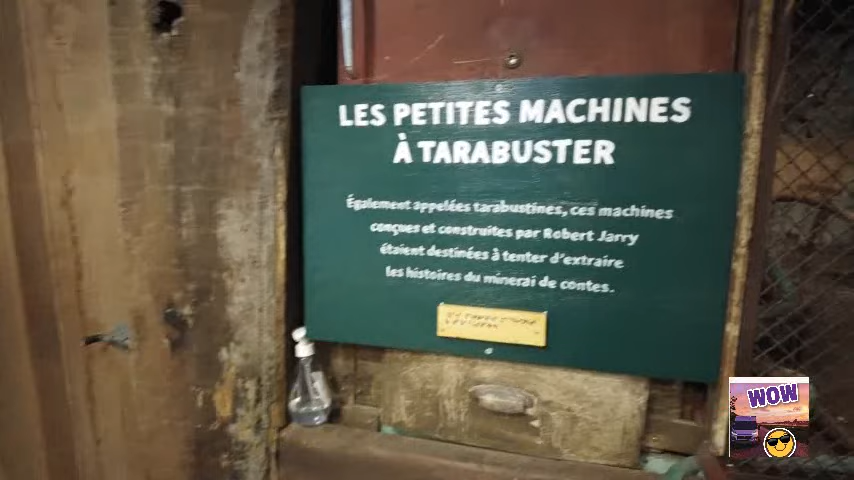 LES PETITES MACHINES
À TARABUSTER
Également appelées tarabustines, ces machines
conçues et construites par Robert Jarry
étaient destinées à tenter d'extraire
les histoires du minerai de contes.
WOW